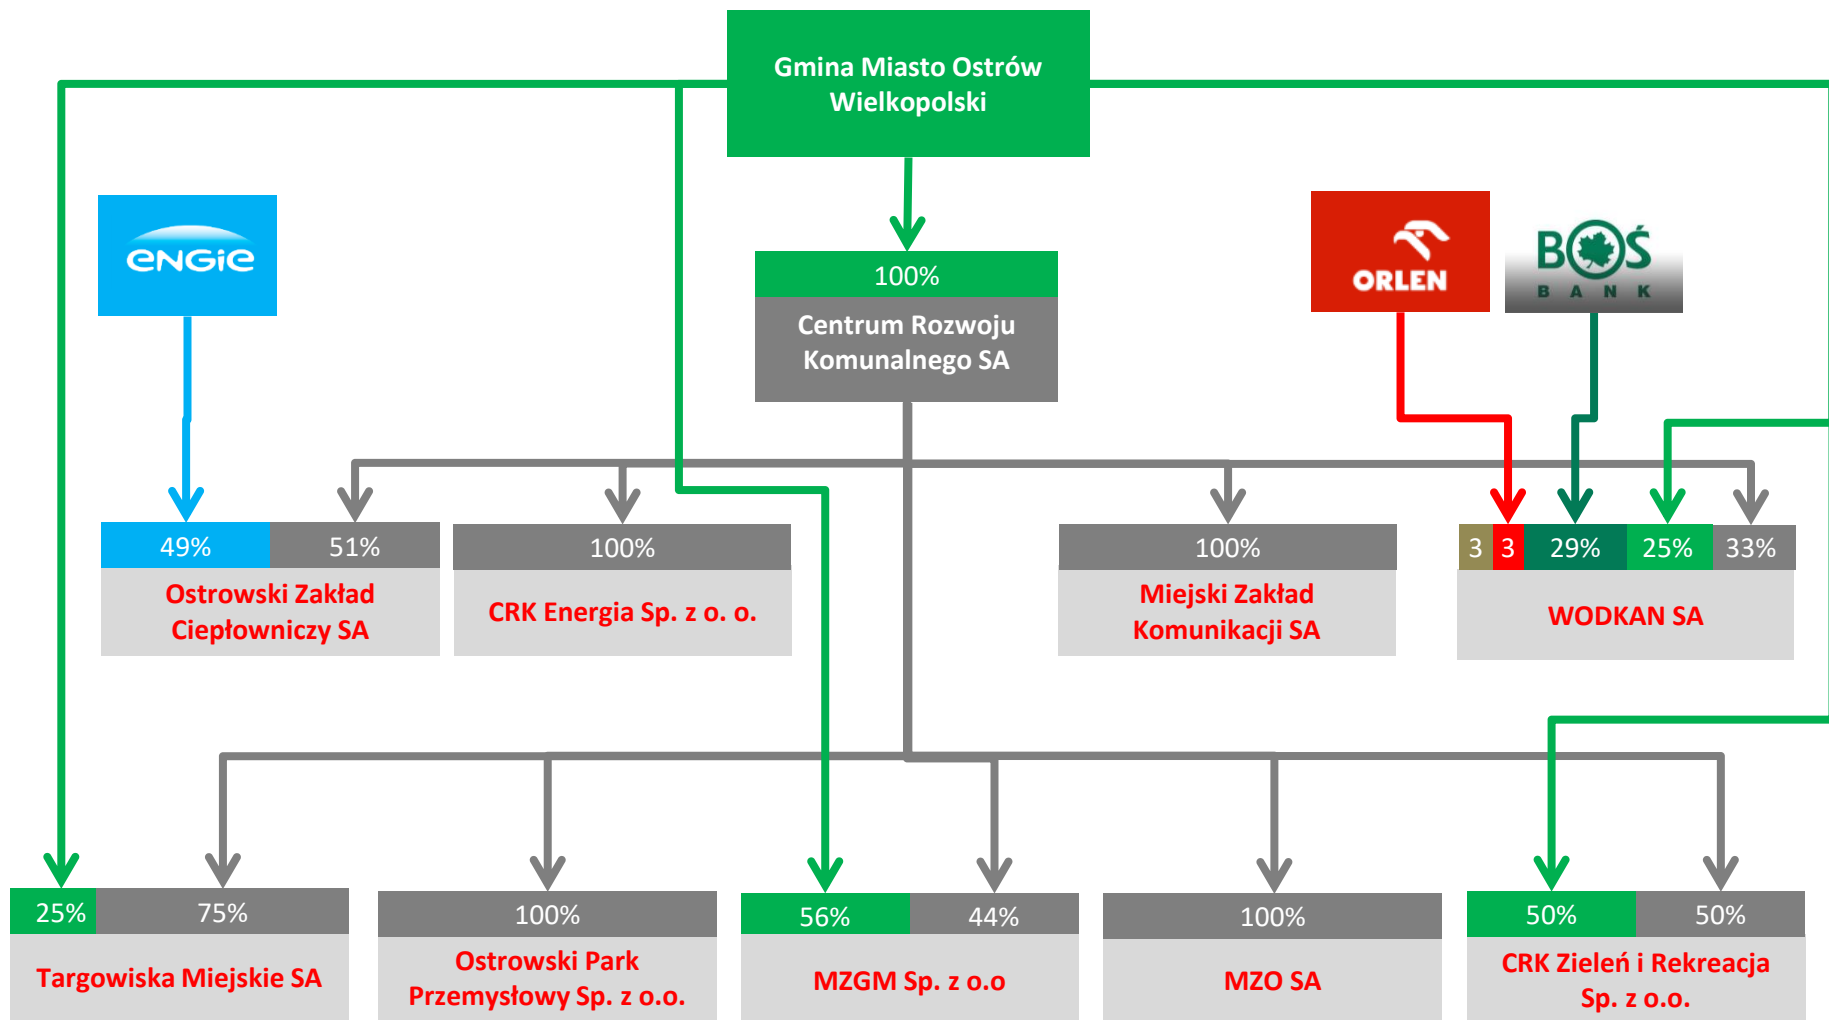 Gmina Miasto Ostrów
Wielkopolski
ENGIE
ORLEN
BOŚ
BANK
100%
Centrum Rozwoju
Komunalnego SA
49%
51%
Ostrowski Zakład
Ciepłowniczy SA
100%
CRK Energia Sp. z o. o.
100%
Miejski Zakład
Komunikacji SA
3
3
29%
25%
33%
WODKAN SA
25%
75%
Targowiska Miejskie SA
100%
Ostrowski Park
Przemysłowy Sp. z o.o.
56%
44%
MZGM Sp. z o.o
100%
MZO SA
50%
50%
CRK Zieleń i Rekreacja
Sp. z o.o.